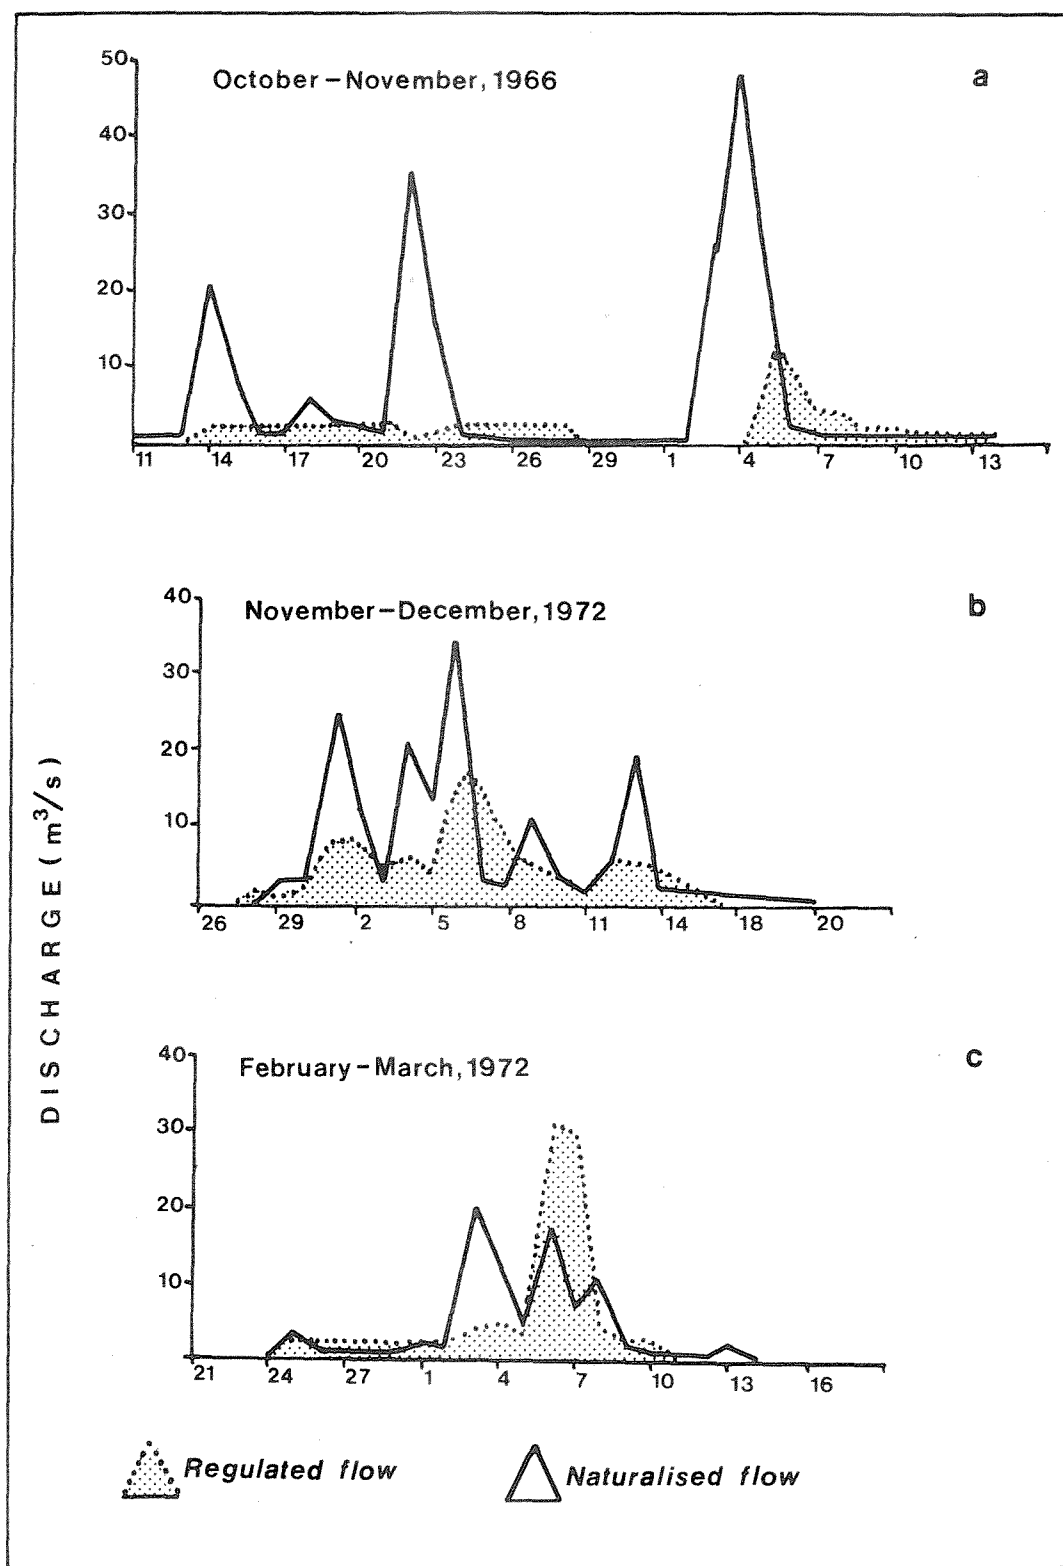 October–November, 1966
a
50
40
30
20
10
11 14 17 20 23 26 29 1 4 7 10 13
November–December, 1972
b
40
30
20
10
26 29 2 5 8 11 14 18 20
February–March, 1972
c
40
30
20
10
21 24 27 1 4 7 10 13 16
DISCHARGE (m³/s)
Regulated flow
Naturalised flow